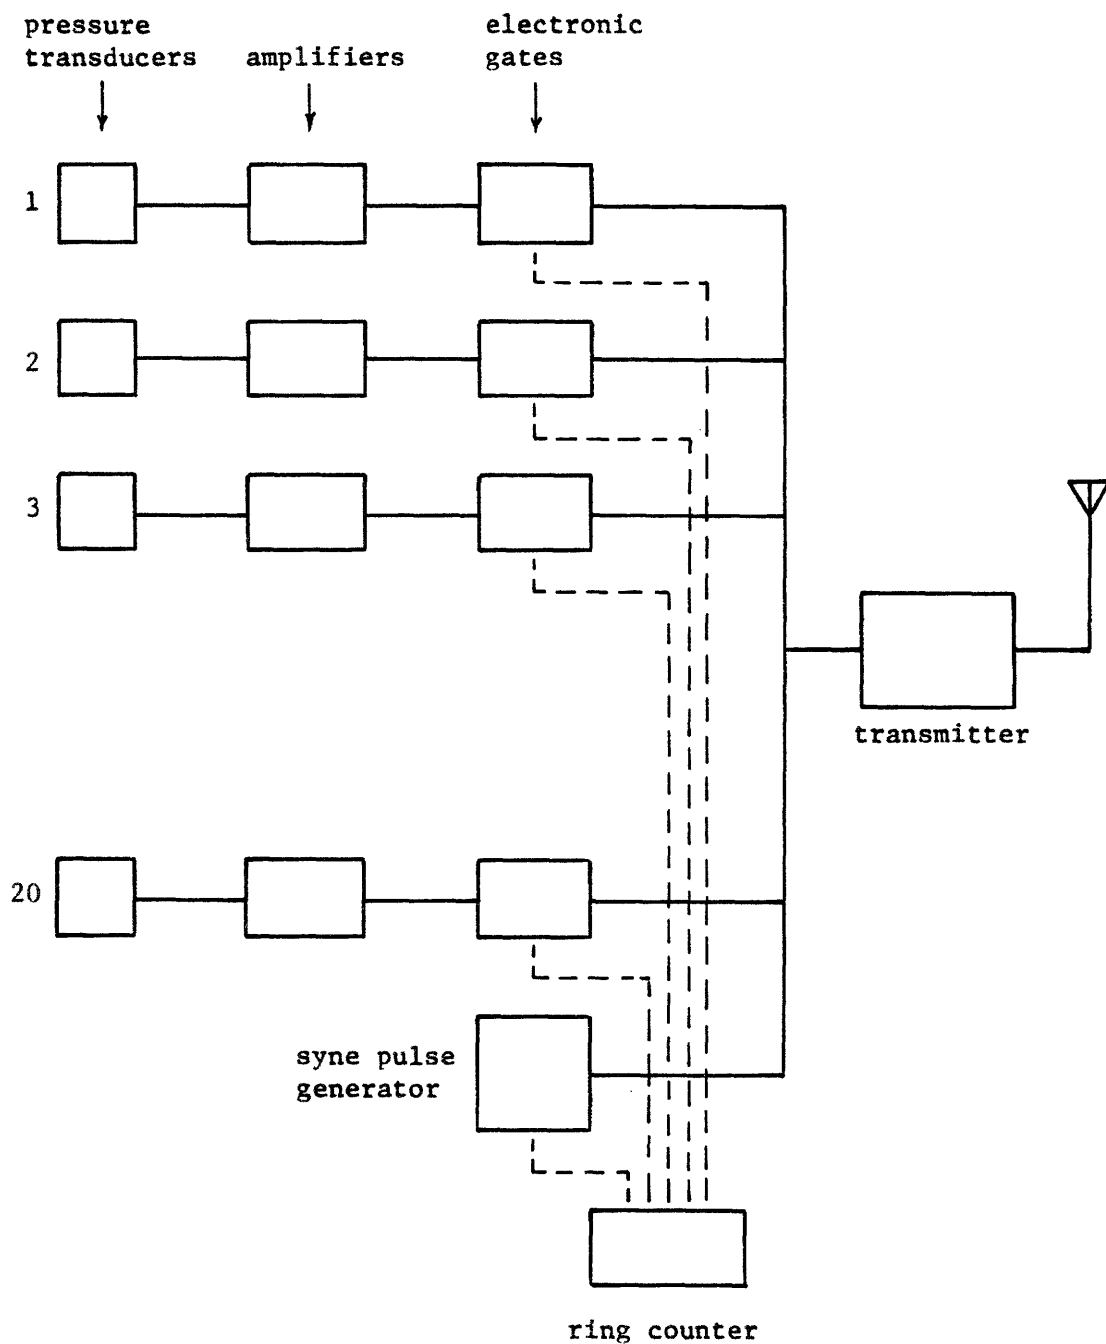 pressure
transducers
amplifiers
electronic
gates
1
2
3
transmitter
20
syne pulse
generator
ring counter